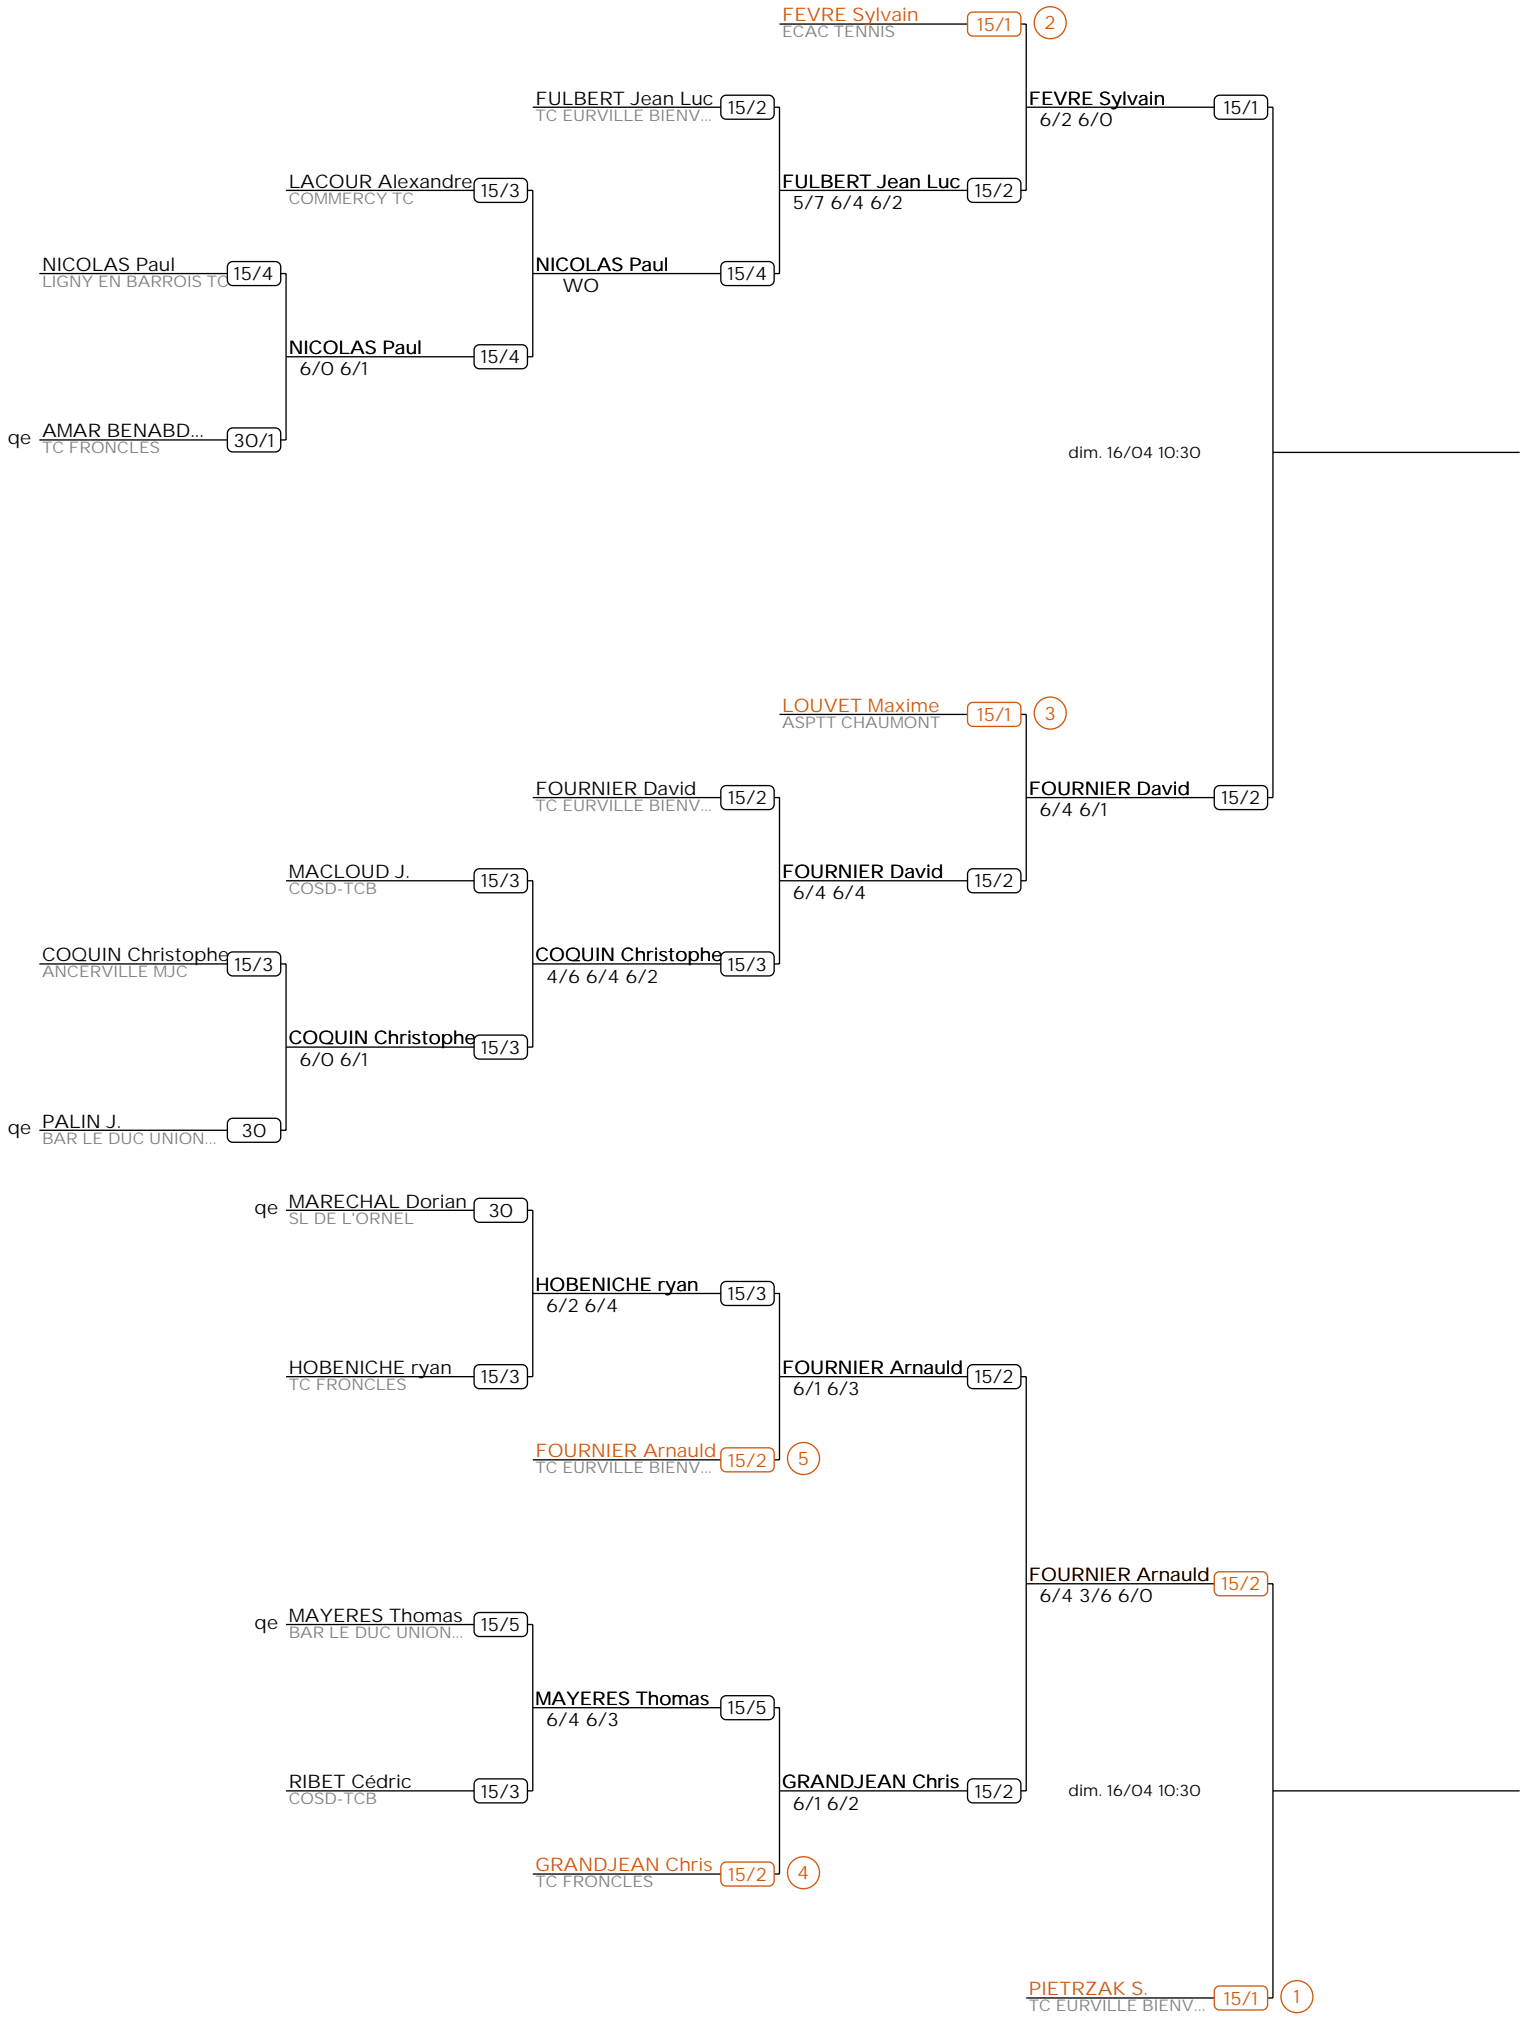 FEVRE Sylvain 15/1 2
ECAC TENNIS
FULBERT Jean Luc 15/2 FEVRE Sylvain 15/1
TC EURVILLE BIENV... 6/2 6/0
LACOUR Alexandre 15/3 FULBERT Jean Luc 15/2
COMMERCY TC 5/7 6/4 6/2
NICOLAS Paul 15/4 NICOLAS Paul 15/4
LIGNY EN BARROIS TC WO
NICOLAS Paul 15/4
6/0 6/1
qe AMAR BENABD... 30/1
TC FRONCLES dim. 16/04 10:30
LOUVET Maxime 15/1 3
ASPTT CHAUMONT
FOURNIER David 15/2 FOURNIER David 15/2
TC EURVILLE BIENV... 6/4 6/1
MACLOUD J. 15/3 FOURNIER David 15/2
COSD-TCB 6/4 6/4
COQUIN Christophe 15/3 COQUIN Christophe 15/3
ANCERVILLE MJC 4/6 6/4 6/2
COQUIN Christophe 15/3
6/0 6/1
qe PALIN J. 30
BAR LE DUC UNION...
qe MARECHAL Dorian 30
SL DE L'ORNEL
HOBENICHE ryan 15/3
6/2 6/4
HOBENICHE ryan 15/3 FOURNIER Arnauld 15/2
TC FRONCLES 6/1 6/3
FOURNIER Arnauld 15/2 5
TC EURVILLE BIENV...
FOURNIER Arnauld 15/2
6/4 3/6 6/0
qe MAYERES Thomas 15/5
BAR LE DUC UNION...
MAYERES Thomas 15/5
6/4 6/3
RIBET Cédric 15/3 GRANDJEAN Chris 15/2 dim. 16/04 10:30
COSD-TCB 6/1 6/2
GRANDJEAN Chris 15/2 4
TC FRONCLES
PIETRZAK S. 15/1 1
TC EURVILLE BIENV...